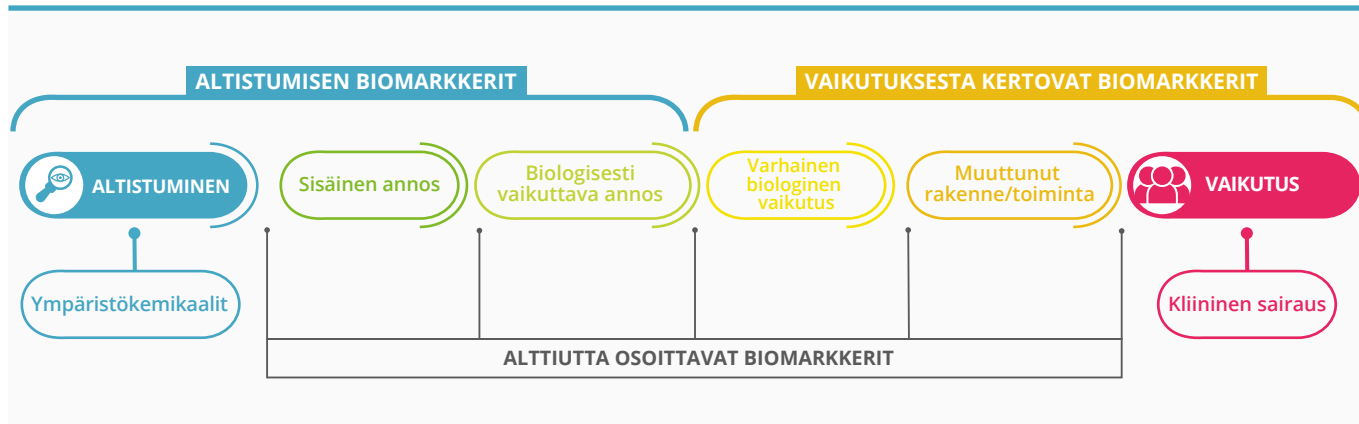 ALTISTUMISEN BIOMARKKERIT
VAIKUTUKSESTA KERTOVAT BIOMARKKERIT
ALTISTUMINEN
Sisäinen annos
Biologisesti
vaikuttava annos
Varhainen
biologinen
vaikutus
Muuttunut
rakenne/toiminta
VAIKUTUS
Ympäristökemikaalit
Kliininen sairaus
ALTTIUTTA OSOITTAVAT BIOMARKKERIT